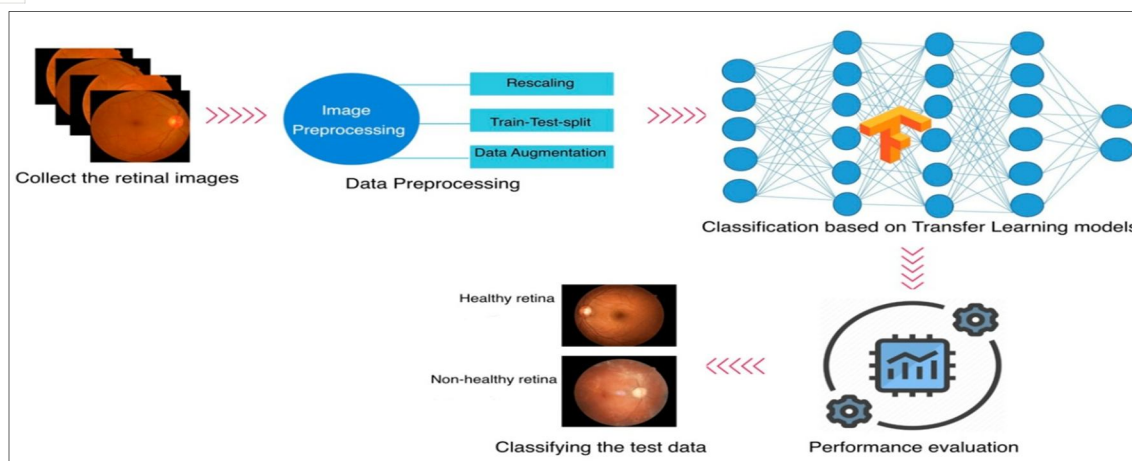 Image
Preprocessing
Rescaling
Train-Test-split
Data Augmentation
Collect the retinal images
Data Preprocessing
Classification based on Transfer Learning models
Healthy retina
Non-healthy retina
Classifying the test data
Performance evaluation